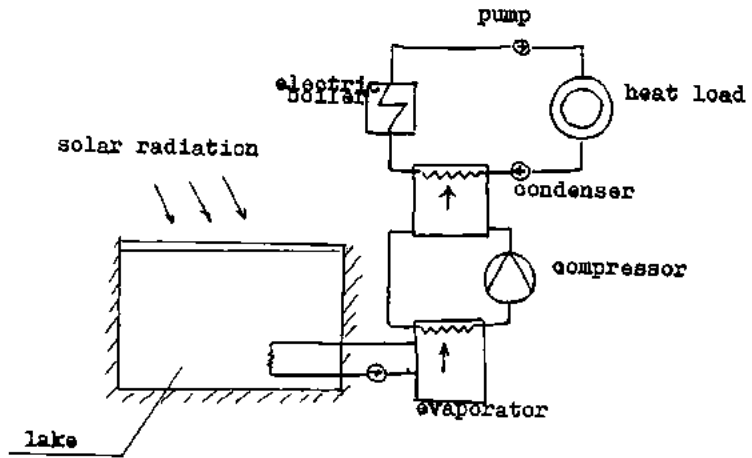 pump
electric
boiler
heat load
solar radiation
condenser
compressor
evaporator
lake